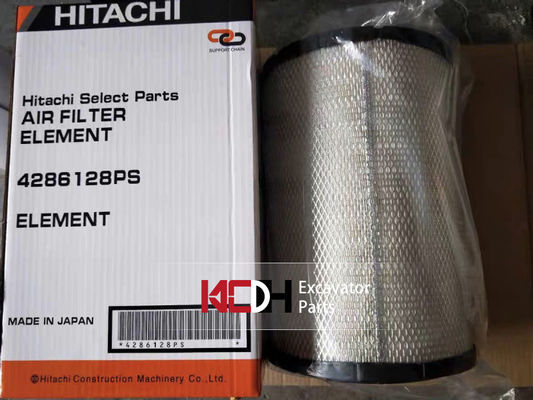 HITACHI
SUPPORT CHAIN
Hitachi Select Parts
AIR FILTER
ELEMENT
4286128PS
ELEMENT
KCDH Excavator
Parts
MADE IN JAPAN
*4286128PS*
©Hitachi Construction Machinery Co.,Ltd.